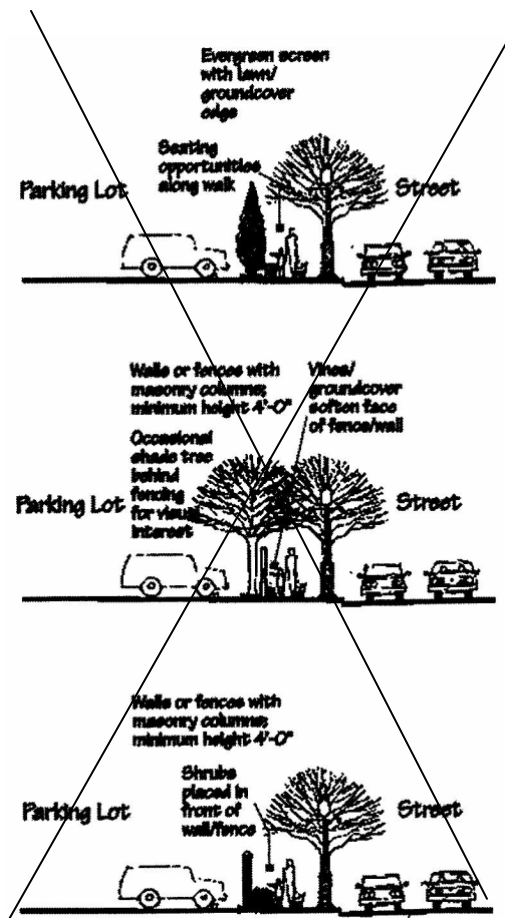 Evergreen screen
with lawn/
groundcover
edge
Seating
opportunities
along walk
Parking Lot
Street
Walls or fences with
masonry columns;
minimum height 4'-0"
Vines/
groundcover
soften face
of fence/wall
Occasional
shade tree
behind
fencing
for visual
interest
Parking Lot
Street
Walls or fences with
masonry columns;
minimum height 4'-0"
Shrubs
placed in
front of
wall/fence
Parking Lot
Street